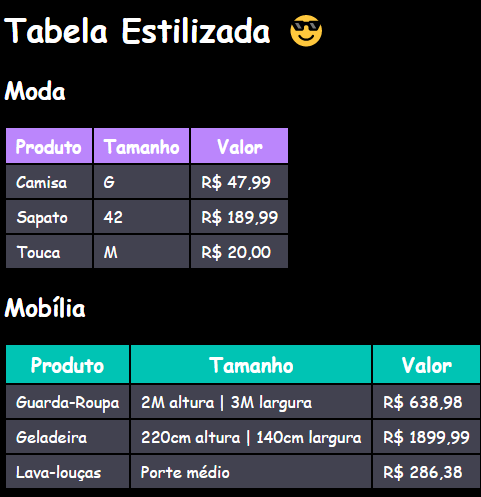 Tabela Estilizada 😎
Moda
Produto Tamanho Valor
Camisa G R$ 47,99
Sapato 42 R$ 189,99
Touca M R$ 20,00
Mobília
Produto Tamanho Valor
Guarda-Roupa 2M altura | 3M largura R$ 638,98
Geladeira 220cm altura | 140cm largura R$ 1899,99
Lava-louças Porte médio R$ 286,38